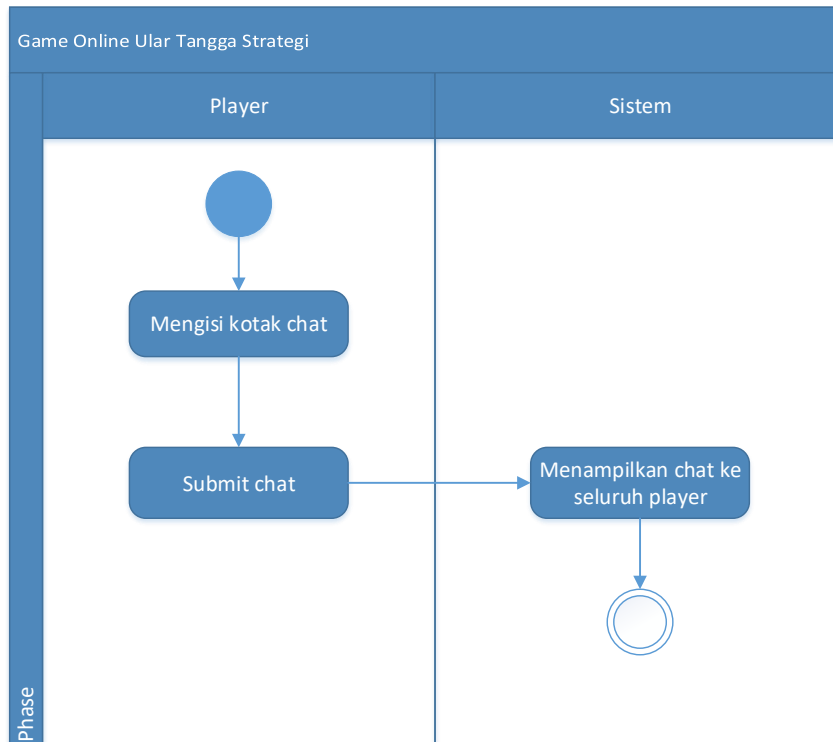 Game Online Ular Tangga Strategi
Player
Sistem
Mengisi kotak chat
Submit chat
Menampilkan chat ke
seluruh player
Phase